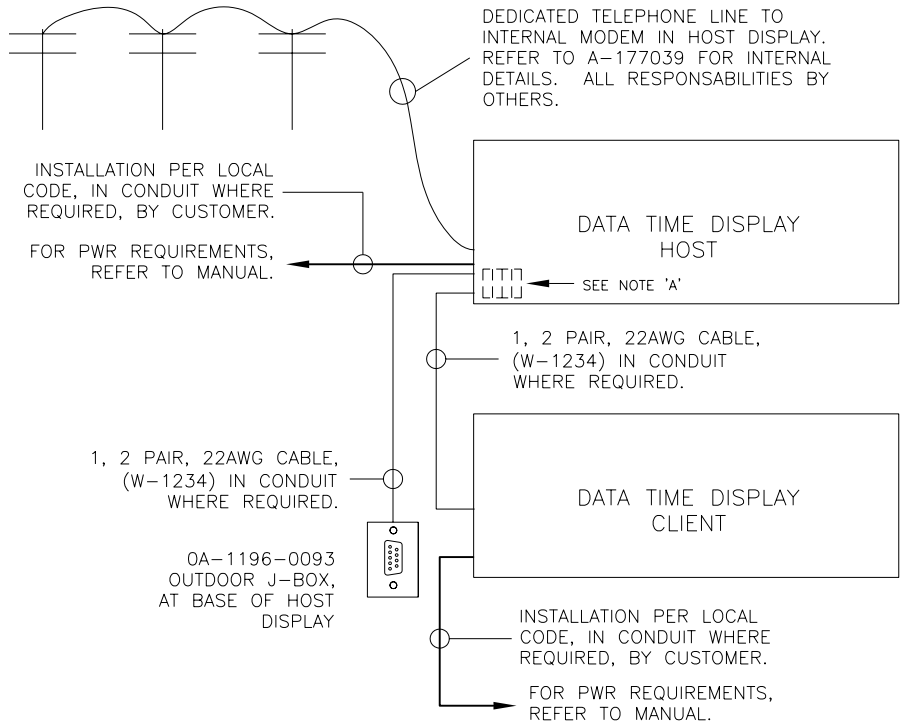 DEDICATED TELEPHONE LINE TO
INTERNAL MODEM IN HOST DISPLAY.
REFER TO A-177039 FOR INTERNAL
DETAILS. ALL RESPONSABILITIES BY
OTHERS.
INSTALLATION PER LOCAL
CODE, IN CONDUIT WHERE
REQUIRED, BY CUSTOMER.
FOR PWR REQUIREMENTS,
REFER TO MANUAL.
DATA TIME DISPLAY
HOST
SEE NOTE 'A'
1, 2 PAIR, 22AWG CABLE,
(W-1234) IN CONDUIT
WHERE REQUIRED.
1, 2 PAIR, 22AWG CABLE,
(W-1234) IN CONDUIT
WHERE REQUIRED.
DATA TIME DISPLAY
CLIENT
0A-1196-0093
OUTDOOR J-BOX,
AT BASE OF HOST
DISPLAY
INSTALLATION PER LOCAL
CODE, IN CONDUIT WHERE
REQUIRED, BY CUSTOMER.
FOR PWR REQUIREMENTS,
REFER TO MANUAL.